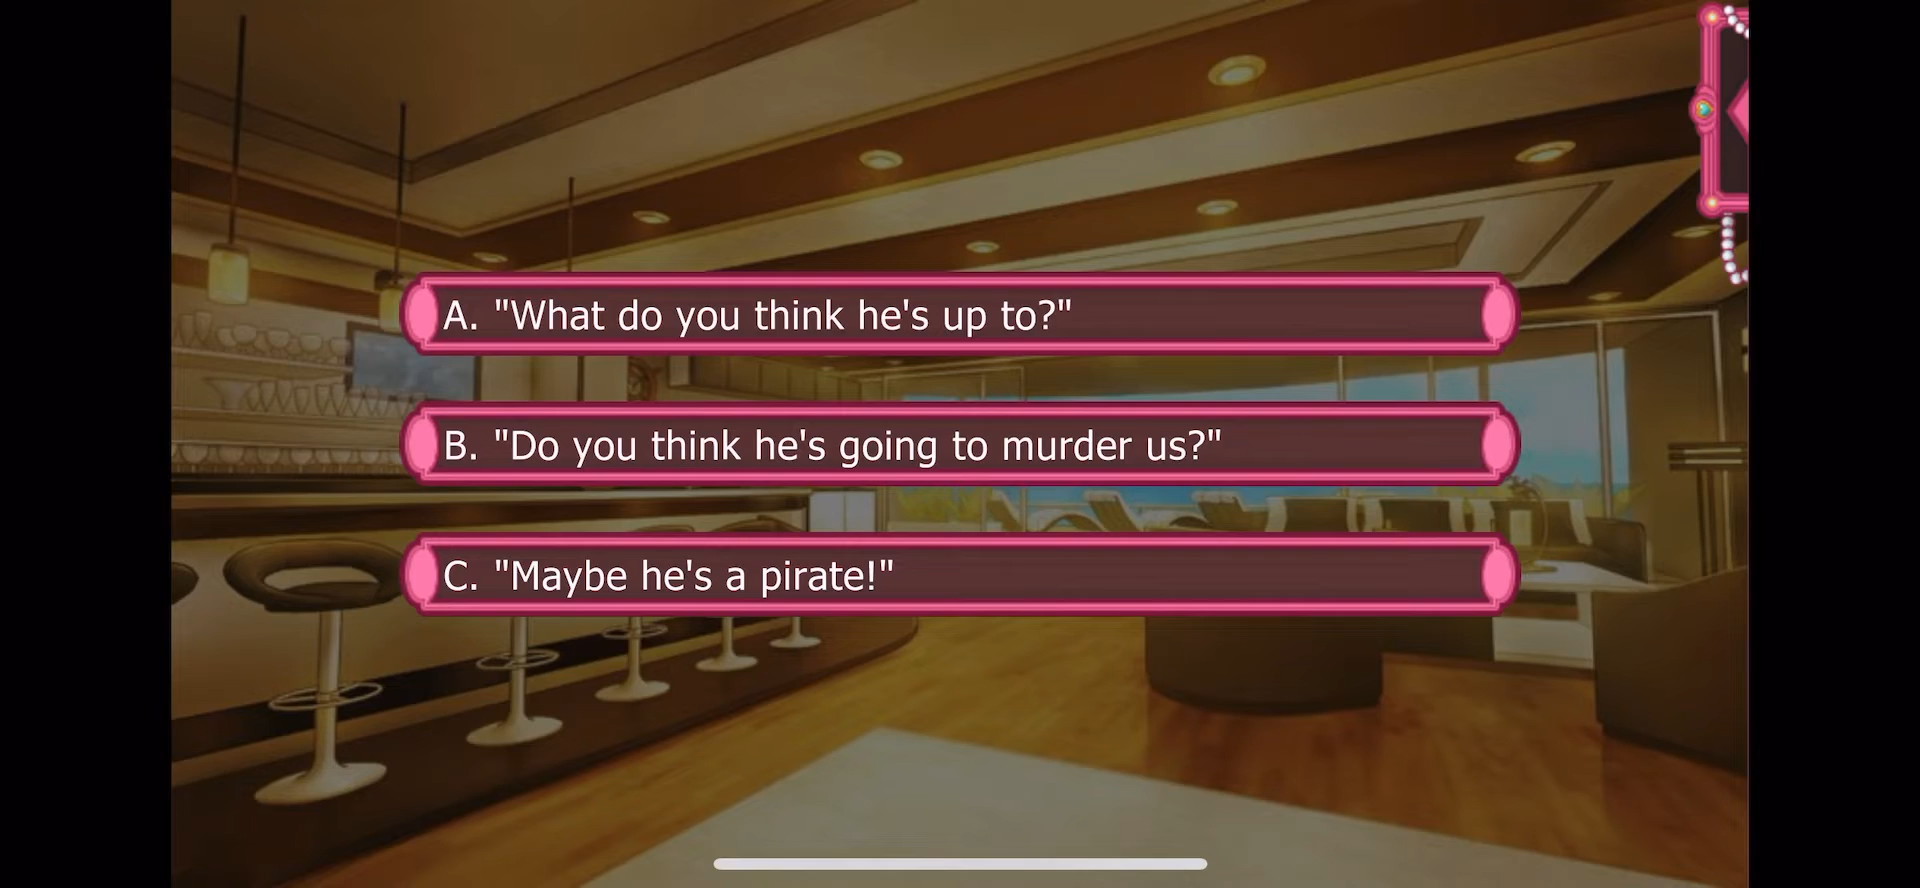 A. "What do you think he's up to?"
B. "Do you think he's going to murder us?"
C. "Maybe he's a pirate!"